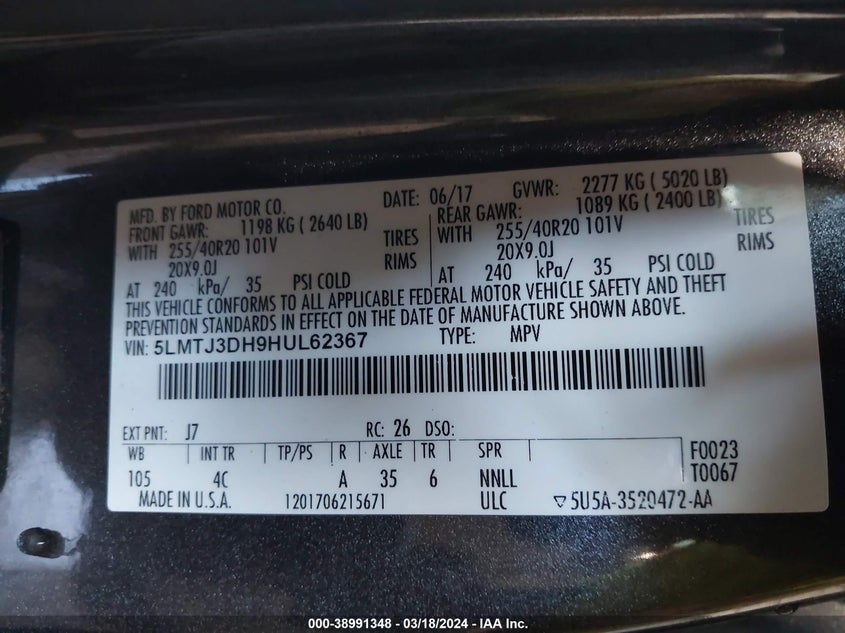 MFD. BY FORD MOTOR CO. DATE: 06/17 GVWR: 2277 KG ( 5020 LB)
FRONT GAWR: 1198 KG ( 2640 LB) REAR GAWR: 1089 KG ( 2400 LB)
WITH 255/40R20 101V TIRES WITH 255/40R20 101V TIRES
20X9.0J RIMS 20X9.0J RIMS
AT 240 kPa/ 35 PSI COLD AT 240 kPa/ 35 PSI COLD
THIS VEHICLE CONFORMS TO ALL APPLICABLE FEDERAL MOTOR VEHICLE SAFETY AND THEFT
PREVENTION STANDARDS IN EFFECT ON THE DATE OF MANUFACTURE SHOWN ABOVE.
VIN: 5LMTJ3DH9HUL62367 TYPE: MPV
EXT PNT: J7 RC: 26 DSO:
WB INT TR TP/PS R AXLE TR SPR F0023
105 4C A 35 6 NNLL T0067
MADE IN U.S.A. 1201706215671 ULC ▽5U5A-3520472-AA
000-38991348 - 03/18/2024 - IAA Inc.